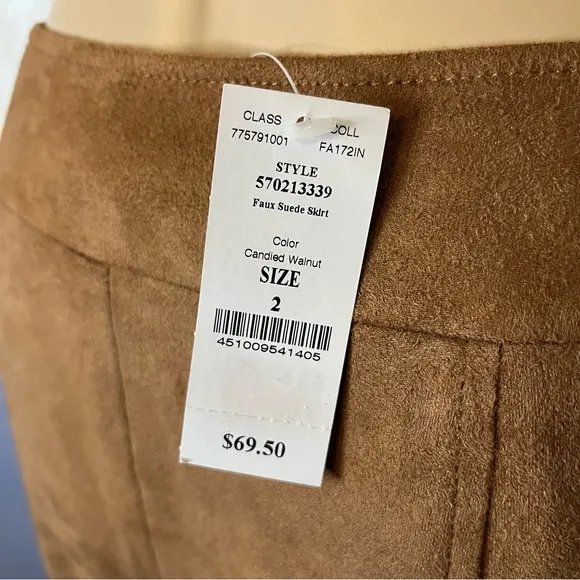 CLASS COLL
775791001 FA172IN
STYLE
570213339
Faux Suede Skirt
Color
Candied Walnut
SIZE
2
451009541405
$69.50